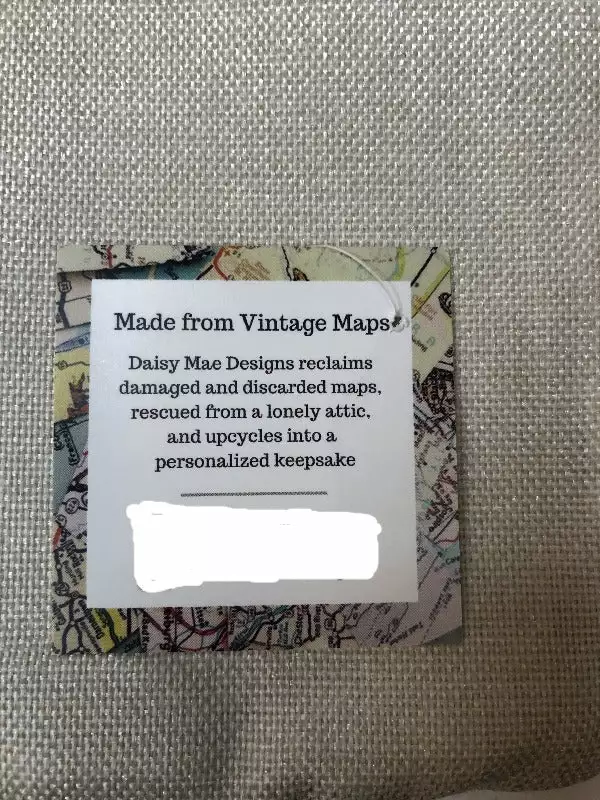 Made from Vintage Maps
Daisy Mae Designs reclaims
damaged and discarded maps,
rescued from a lonely attic,
and upcycles into a
personalized keepsake